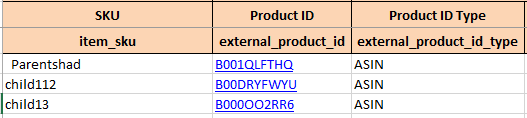 SKU Product ID Product ID Type
item_sku external_product_id external_product_id_type
Parentshad B001QLFTHQ ASIN
child112 B00DRYFWYU ASIN
child13 B000OO2RR6 ASIN